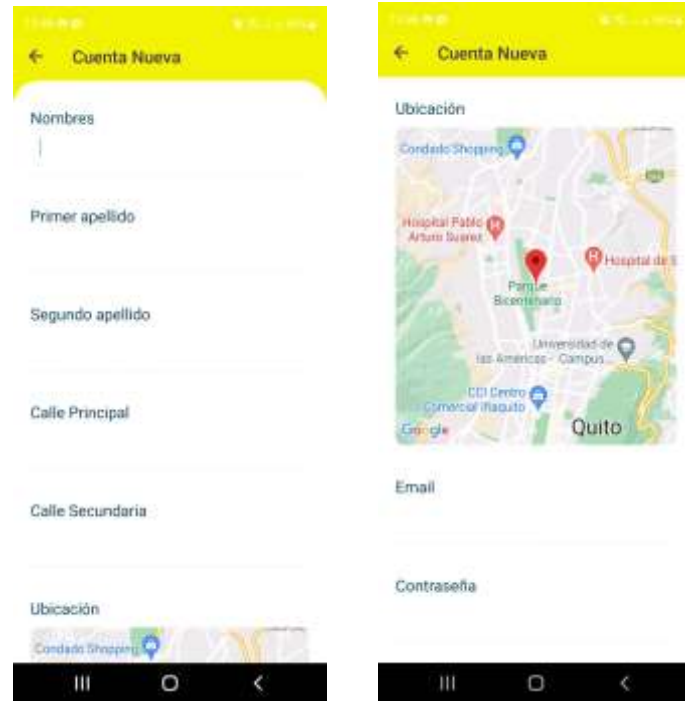 Cuenta Nueva
Nombres
Primer apellido
Segundo apellido
Calle Principal
Calle Secundaria
Ubicación
Condado Shopping
Cuenta Nueva
Ubicación
Condado Shopping
Hospital Pablo
Arturo Suarez
Hospital de
Parque
Bicentenario
Universidad de
las Américas - Campus...
CCI Centro
Comercial Iñaquito
Google
Quito
Email
Contraseña